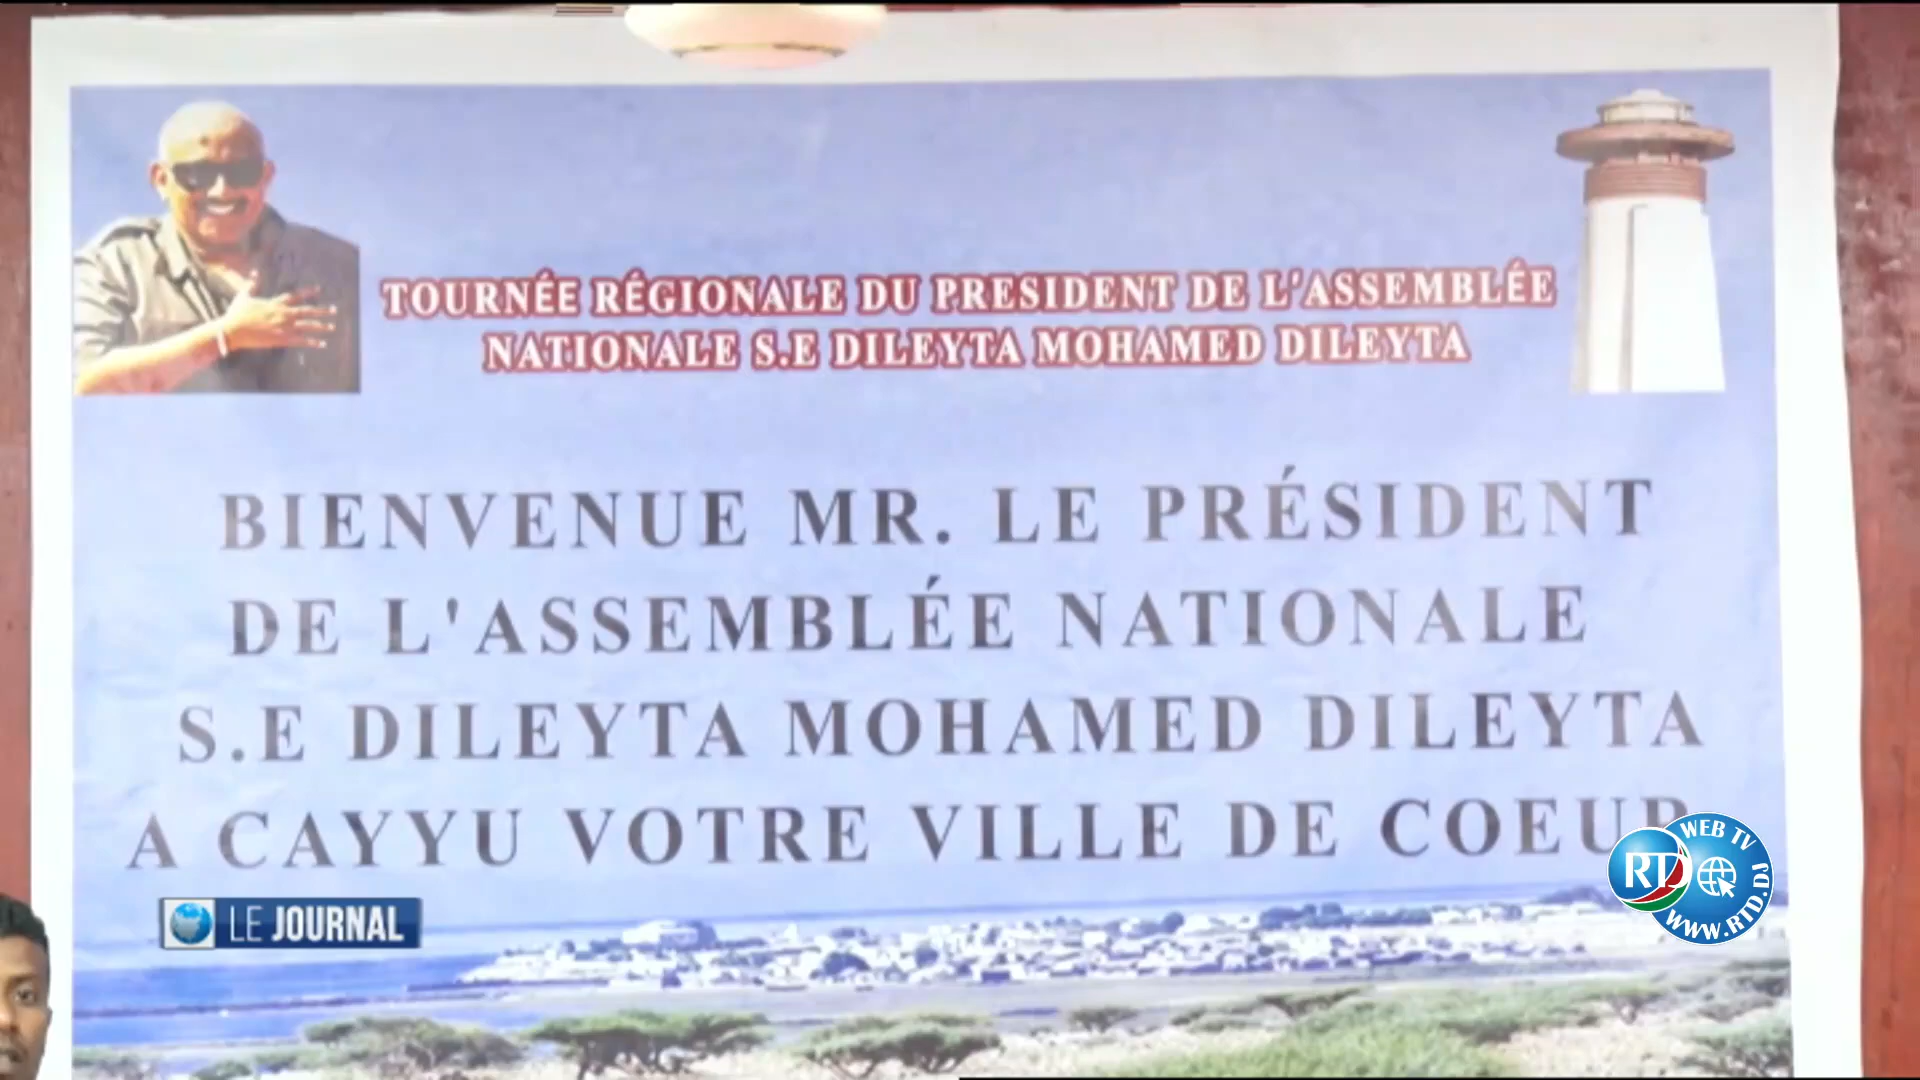 TOURNÉE RÉGIONALE DU PRESIDENT DE L'ASSEMBLÉE
NATIONALE S.E DILEYTA MOHAMED DILEYTA
BIENVENUE MR. LE PRÉSIDENT
DE L'ASSEMBLÉE NATIONALE
S.E DILEYTA MOHAMED DILEYTA
A CAYYU VOTRE VILLE DE COEUR
LE JOURNAL
WEB TV
RTD
WWW.RTD.DJ